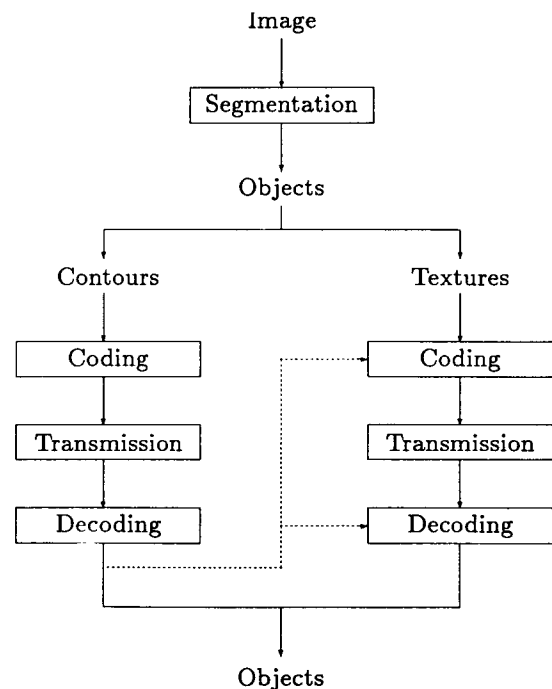 Image
Segmentation
Objects
Contours
Textures
Coding
Coding
Transmission
Transmission
Decoding
Decoding
Objects